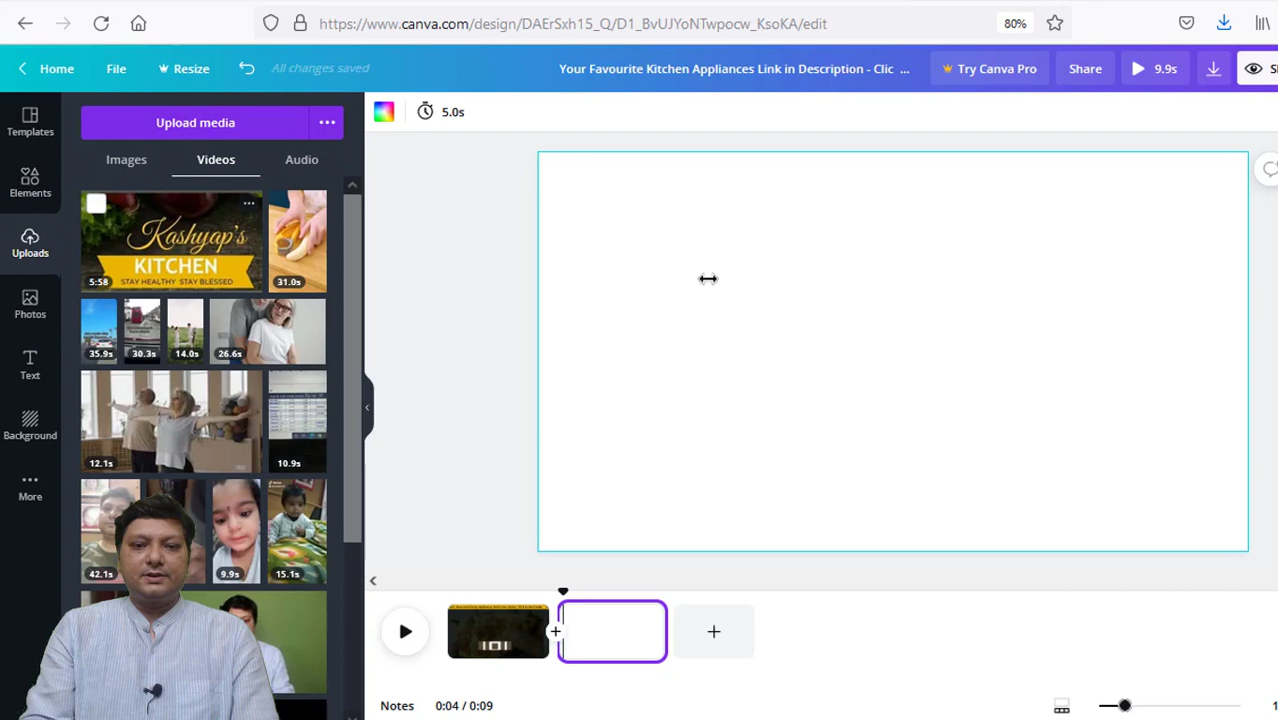 https://www.canva.com/design/DAErSxh15_Q/D1_BvUJYoNTwpocw_KsoKA/edit
80%
Home
File
Resize
All changes saved
Your Favourite Kitchen Appliances Link in Description - Clic ...
Try Canva Pro
Share
9.9s
Templates
Elements
Uploads
Photos
Text
Background
More
Upload media
Images
Videos
Audio
5.0s
Kashyap's
KITCHEN
STAY HEALTHY STAY BLESSED
5:58
31.0s
35.9s
30.3s
14.0s
26.6s
12.1s
10.9s
42.1s
9.9s
15.1s
Notes
0:04 / 0:09